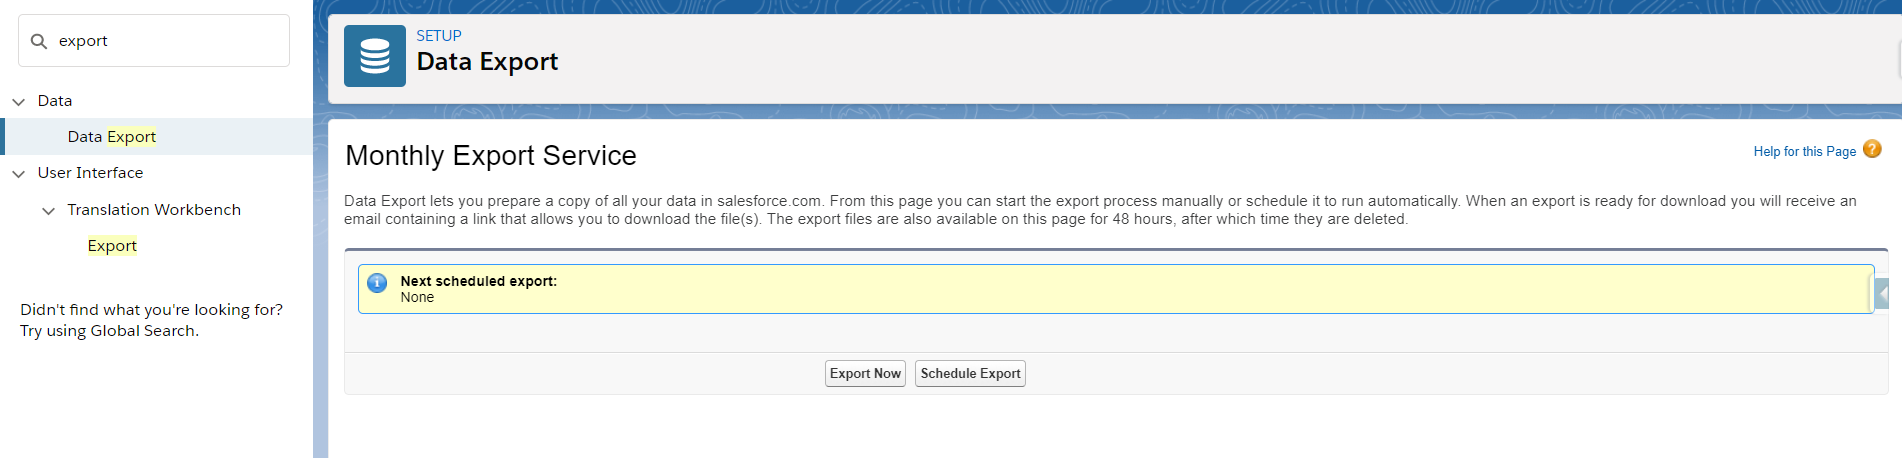 export
Data
Data Export
User Interface
Translation Workbench
Export
Didn't find what you're looking for?
Try using Global Search.
SETUP
Data Export
Monthly Export Service
Help for this Page ?
Data Export lets you prepare a copy of all your data in salesforce.com. From this page you can start the export process manually or schedule it to run automatically. When an export is ready for download you will receive an
email containing a link that allows you to download the file(s). The export files are also available on this page for 48 hours, after which time they are deleted.
i
Next scheduled export:
None
Export Now
Schedule Export